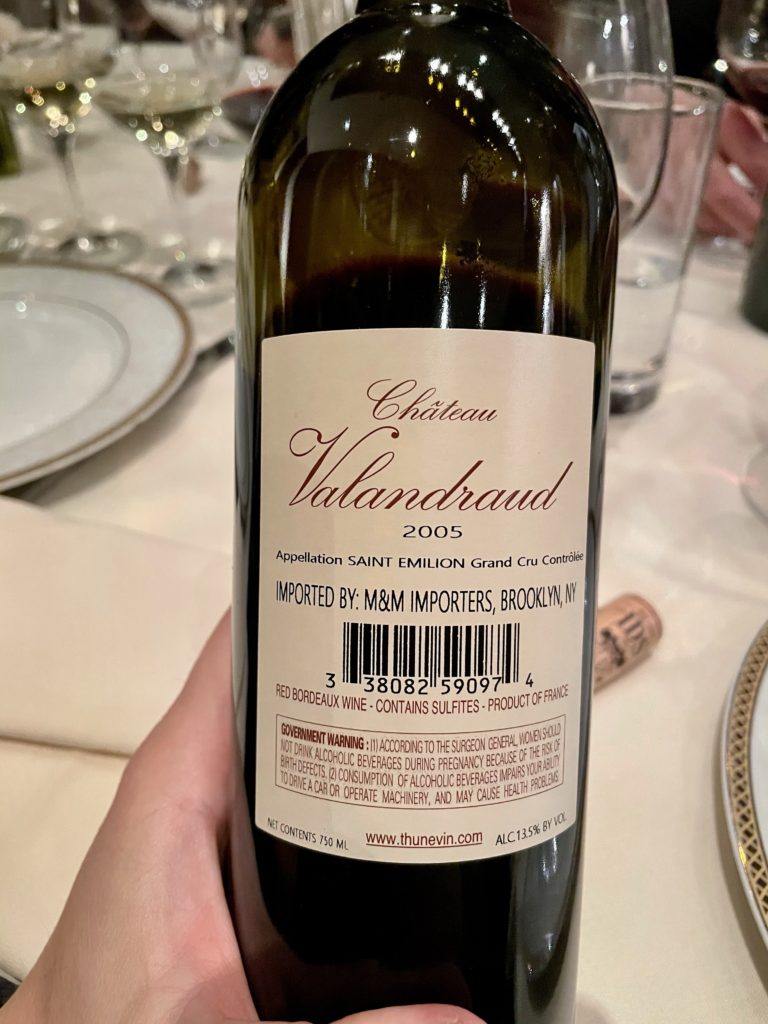 Château
Valandraud
2005
Appellation SAINT EMILION Grand Cru Contrôlée
IMPORTED BY: M&M IMPORTERS, BROOKLYN, NY
3 38082 59097 4
RED BORDEAUX WINE - CONTAINS SULFITES - PRODUCT OF FRANCE
GOVERNMENT WARNING : (1) ACCORDING TO THE SURGEON GENERAL, WOMEN SHOULD
NOT DRINK ALCOHOLIC BEVERAGES DURING PREGNANCY BECAUSE OF THE RISK OF
BIRTH DEFECTS. (2) CONSUMPTION OF ALCOHOLIC BEVERAGES IMPAIRS YOUR ABILITY
TO DRIVE A CAR OR OPERATE MACHINERY, AND MAY CAUSE HEALTH PROBLEMS.
NET CONTENTS 750 ML
www.thunevin.com
ALC.13.5% BY VOL